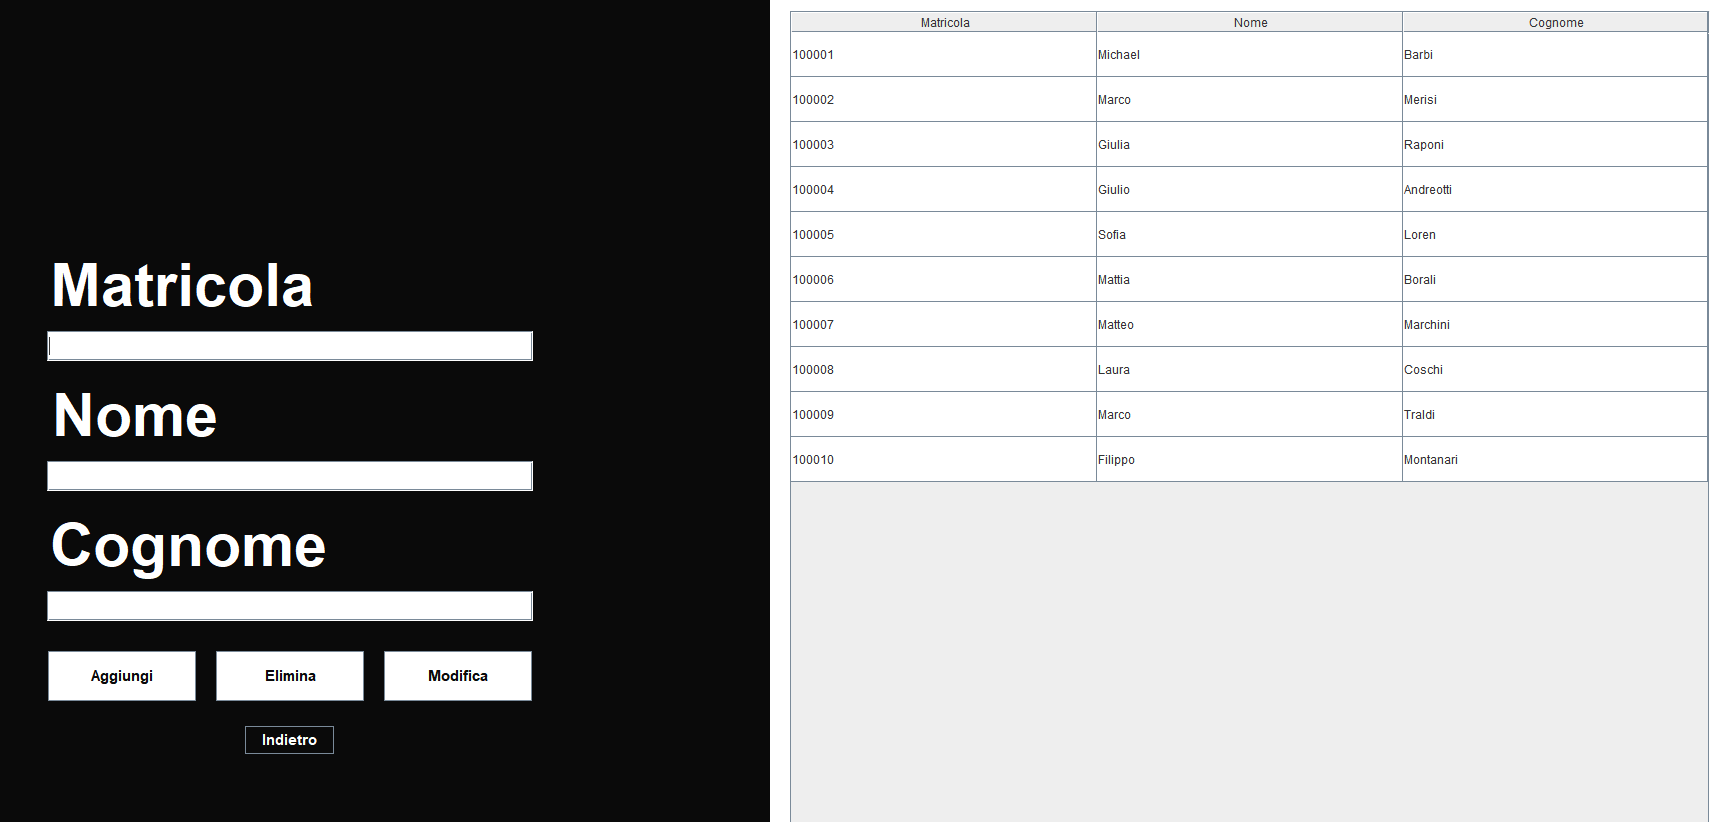 Matricola
Nome
Cognome
Aggiungi Elimina Modifica
Indietro
Matricola Nome Cognome
100001 Michael Barbi
100002 Marco Merisi
100003 Giulia Raponi
100004 Giulio Andreotti
100005 Sofia Loren
100006 Mattia Borali
100007 Matteo Marchini
100008 Laura Coschi
100009 Marco Traldi
100010 Filippo Montanari